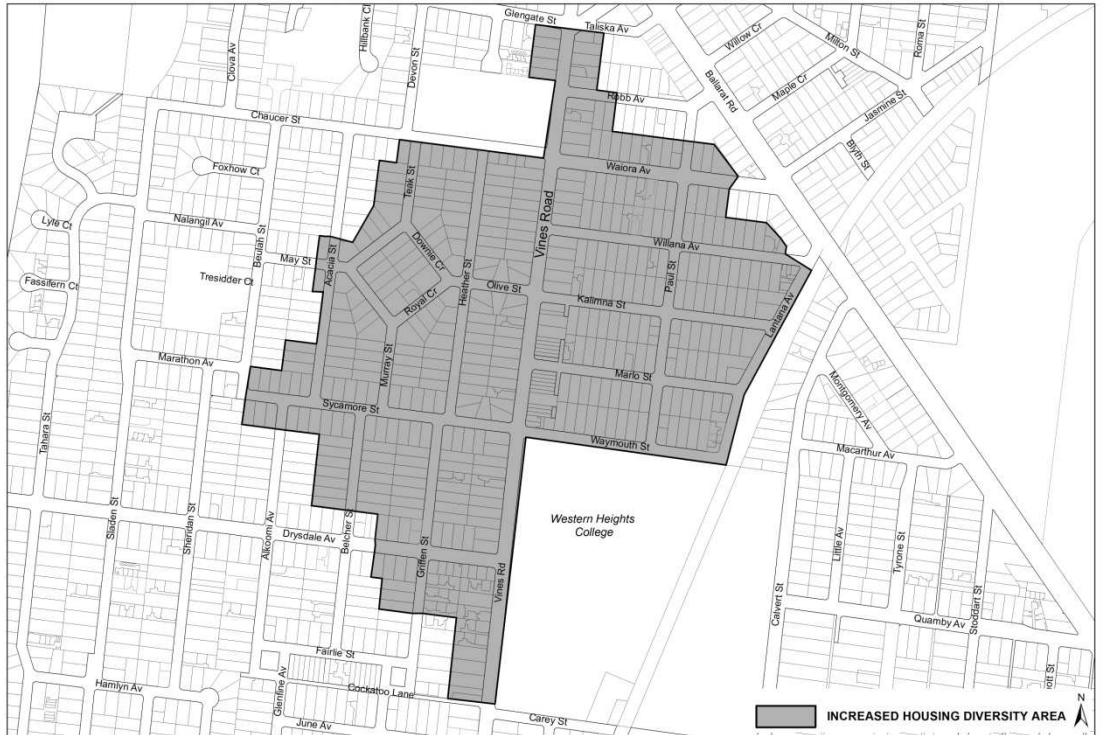 Glengate St
Taliska Av
Hillbank Cl
Clova Av
Devon St
Willow Cr
Milton St
Roma St
Ballarat Rd
Maple Cr
Robb Av
Jasmine St
Blyth St
Chaucer St
Foxhow Ct
Teak St
Waiora Av
Vines Road
Lyle Ct
Nalangil Av
Beulah St
May St
Acacia St
Downie Cr
Willana Av
Heather St
Paul St
Fassifern Ct
Tresidder Ct
Royal Cr
Olive St
Kalimna St
Lantana Av
Marathon Av
Murray St
Marlo St
Montgomery Av
Sycamore St
Tahara St
Waymouth St
Macarthur Av
Sladen St
Sheridan St
Alkoomi Av
Belcher St
Drysdale Av
Griffen St
Vines Rd
Western Heights
College
Little Av
Tyrone St
Calvert St
Stoddart St
Quamby Av
Fairlie St
Hamlyn Av
Glenfine Av
Cockatoo Lane
June Av
Carey St
ott St
N
INCREASED HOUSING DIVERSITY AREA